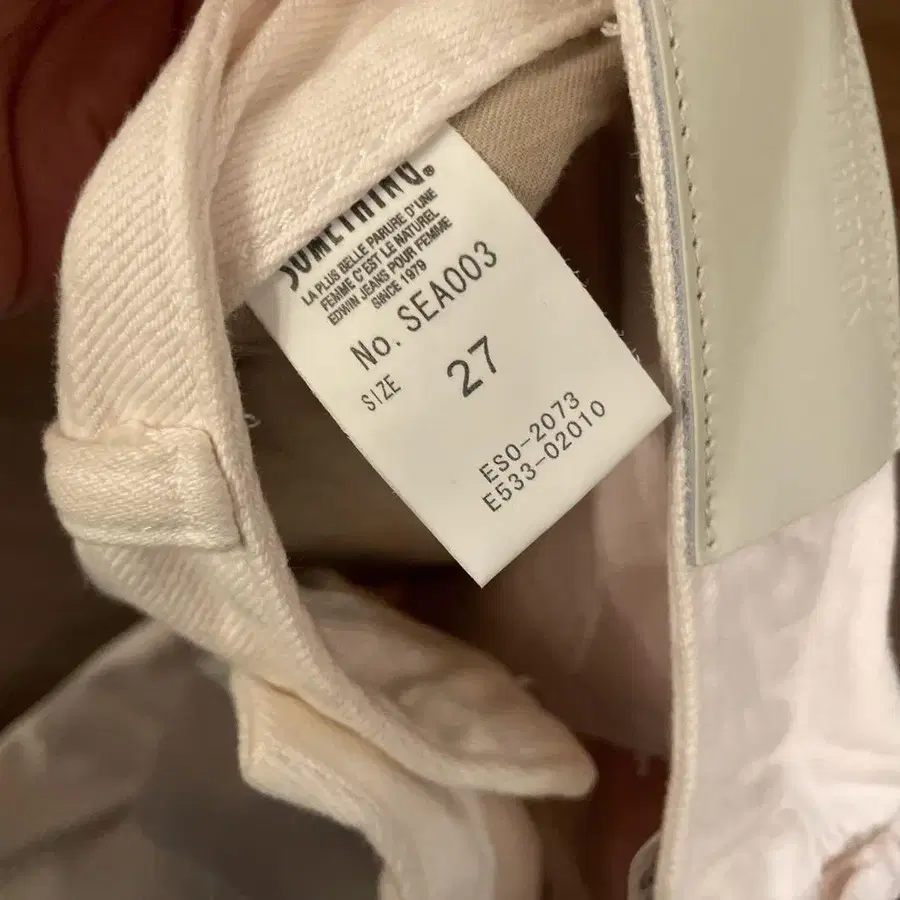 SOMETHING®
LA PLUS BELLE PARURE D'UNE
FEMME C'EST LE NATUREL
EDWIN JEANS POUR FEMME
SINCE 1979
No. SEA003
SIZE 27
ESO-2073
E533-02010